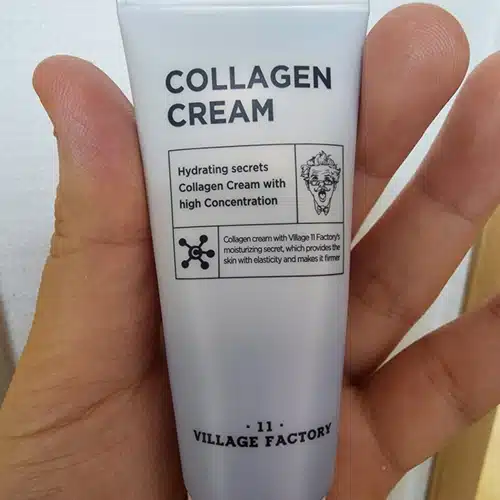 COLLAGEN
CREAM
Hydrating secrets
Collagen Cream with
high Concentration
C
Collagen cream with Village 11 Factory's
moisturizing secret, which provides the
skin with elasticity and makes it firmer
· 11 ·
VILLAGE FACTORY